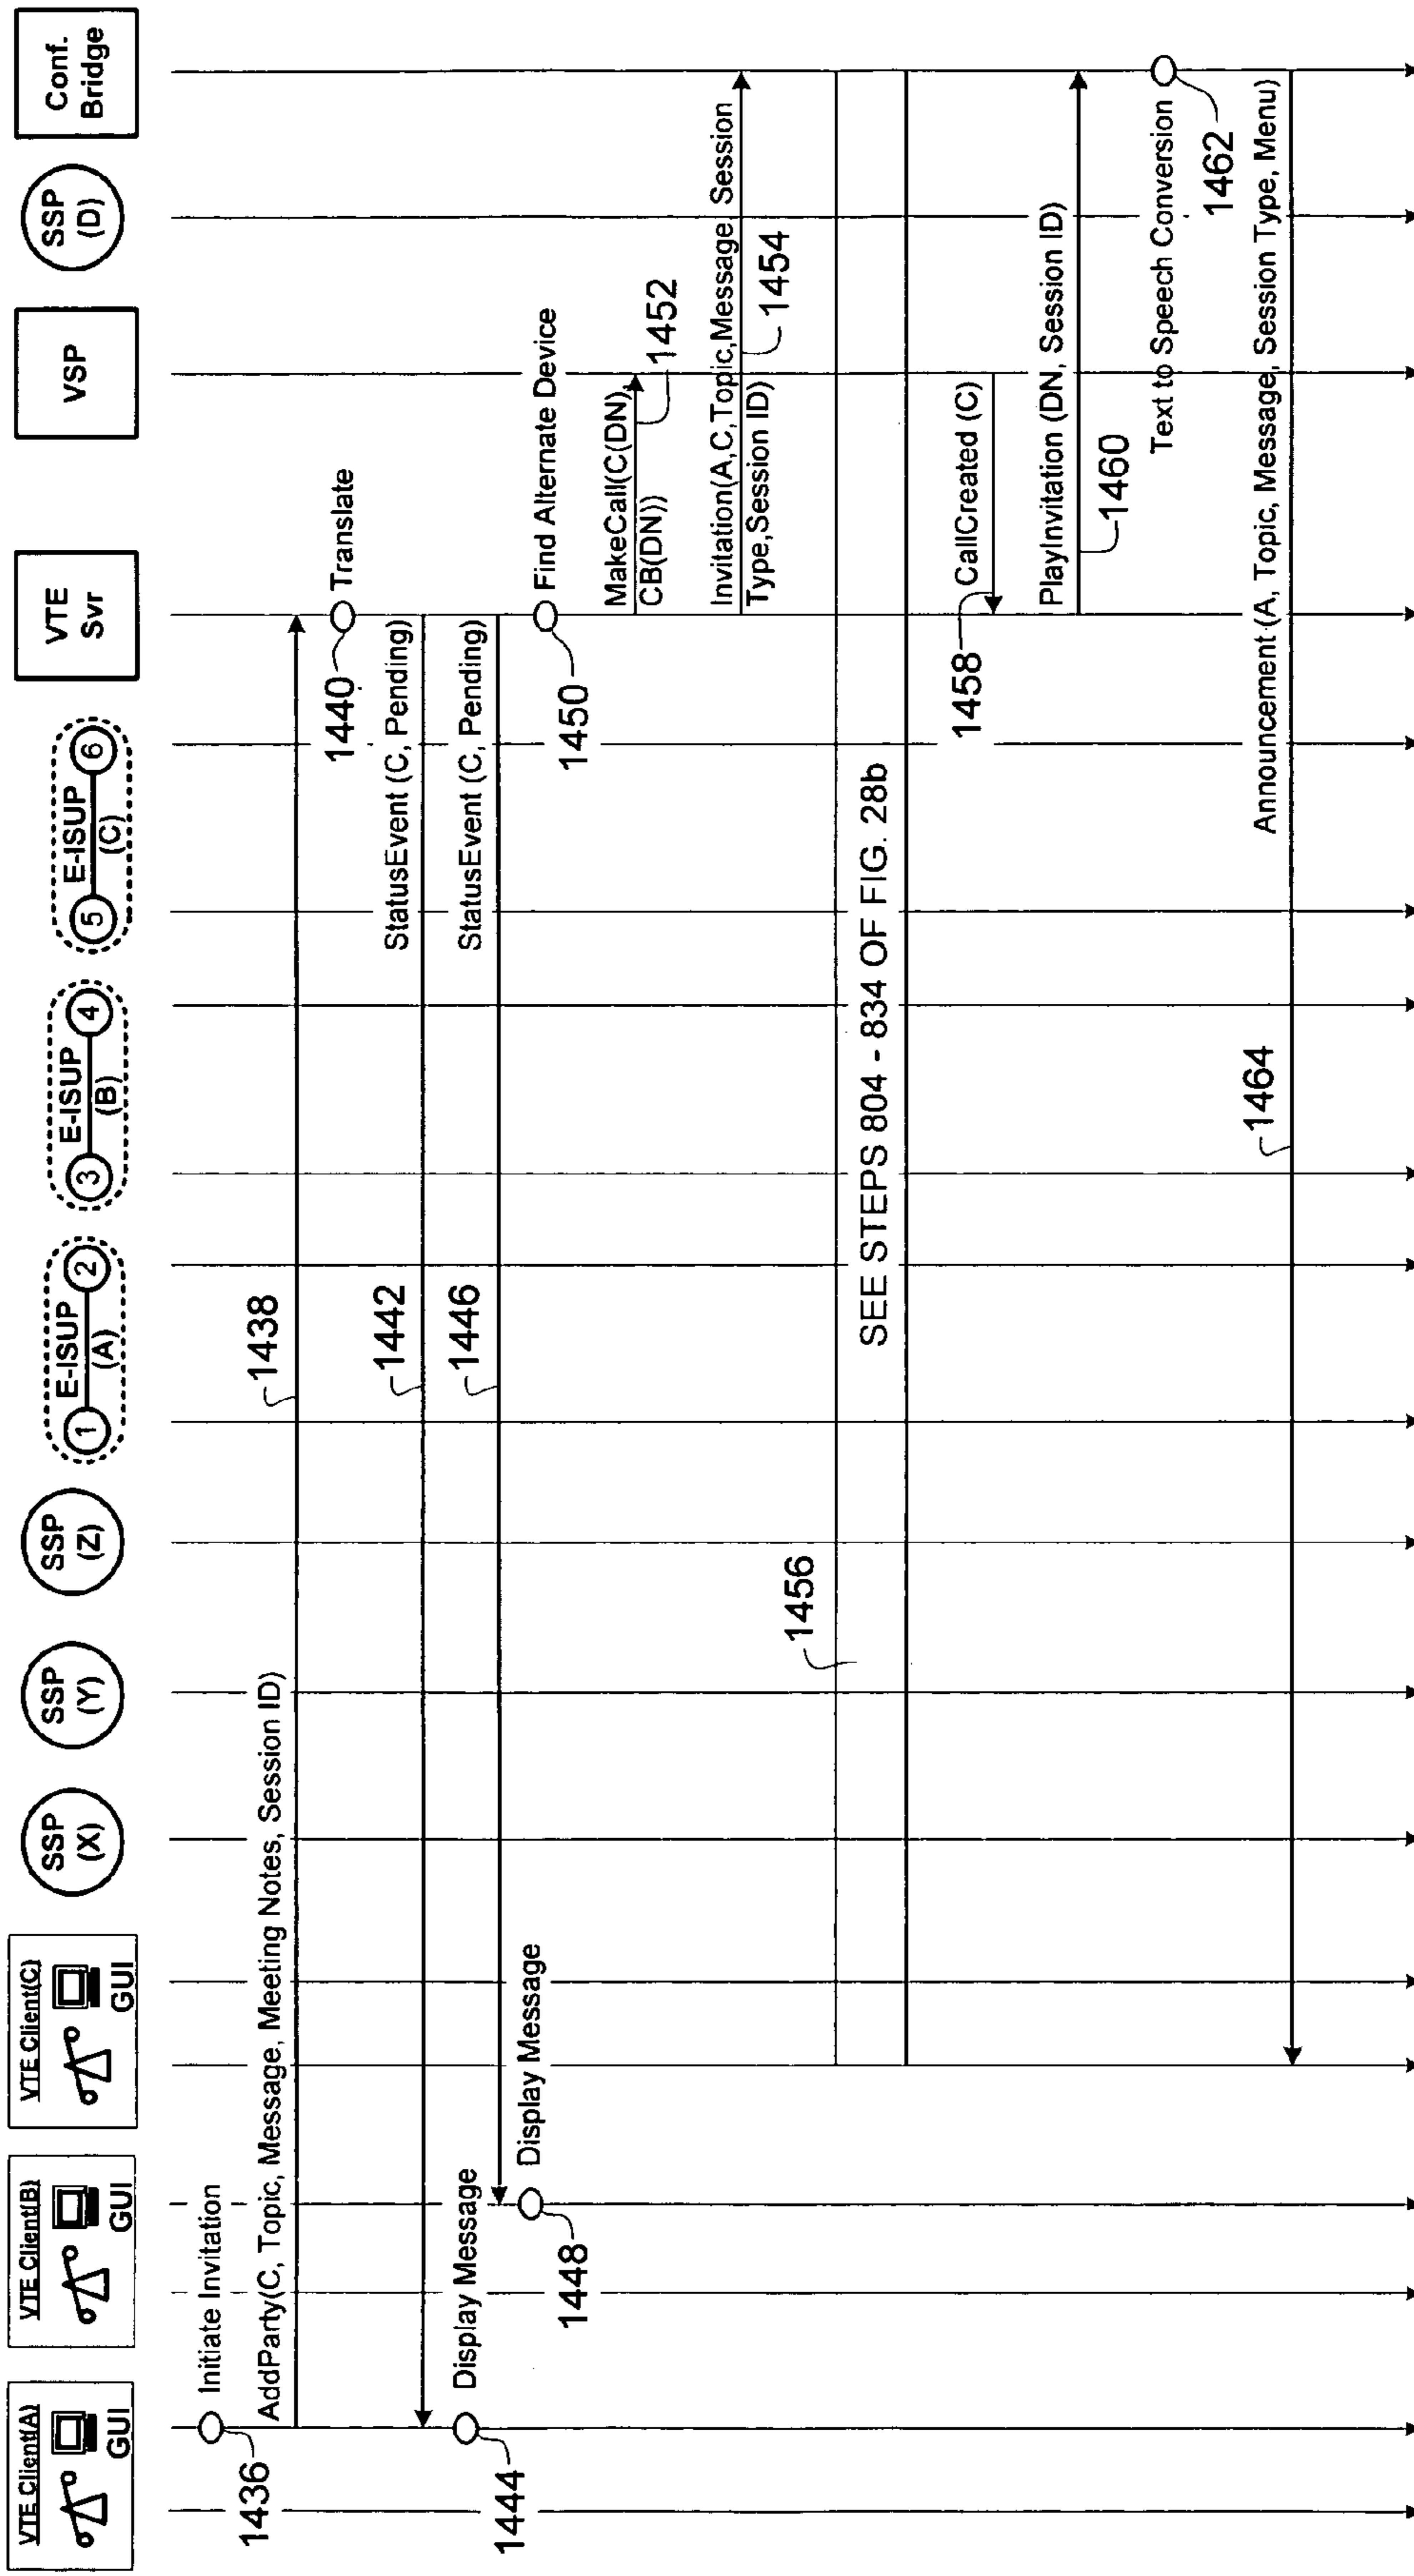 VTE Client(A)
GUI
VTE Client(B)
GUI
VTE Client(C)
GUI
SSP
(X)
SSP
(Y)
SSP
(Z)
1
E-ISUP
(A)
2
3
E-ISUP
(B)
4
5
E-ISUP
(C)
6
VTE
Svr
VSP
SSP
(D)
Conf.
Bridge
Initiate Invitation
1436
AddParty(C, Topic, Message, Meeting Notes, Session ID)
1438
Translate
1440
StatusEvent (C, Pending)
1442
Display Message
1444
StatusEvent (C, Pending)
1446
Display Message
1448
Find Alternate Device
1450
MakeCall(C(DN),
CB(DN))
1452
Invitation(A,C,Topic,Message, Session
Type,Session ID)
1454
1456
SEE STEPS 804 - 834 OF FIG. 28b
CallCreated (C)
1458
PlayInvitation (DN, Session ID)
1460
Text to Speech Conversion
1462
Announcement (A, Topic, Message, Session Type, Menu)
1464